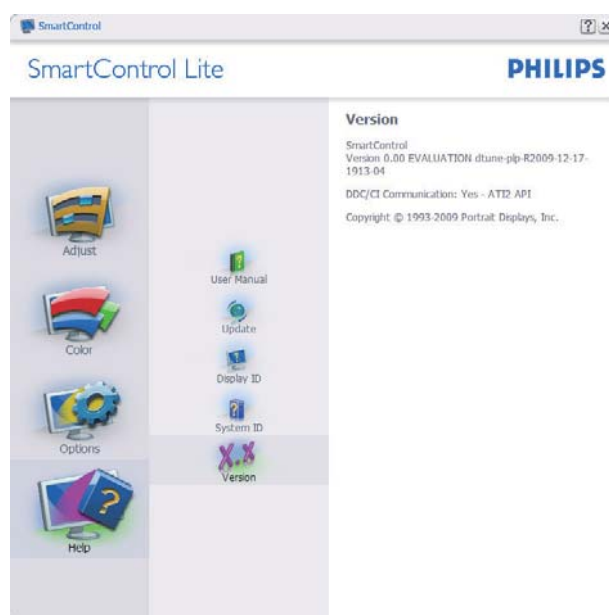 SmartControl
SmartControl Lite
PHILIPS
Adjust
Color
Options
Help
User Manual
Update
Display ID
System ID
X.X
Version
Version
SmartControl
Version 0.00 EVALUATION dtune-plp-R2009-12-17-
1913-04
DDC/CI Communication: Yes - ATI2 API
Copyright © 1993-2009 Portrait Displays, Inc.